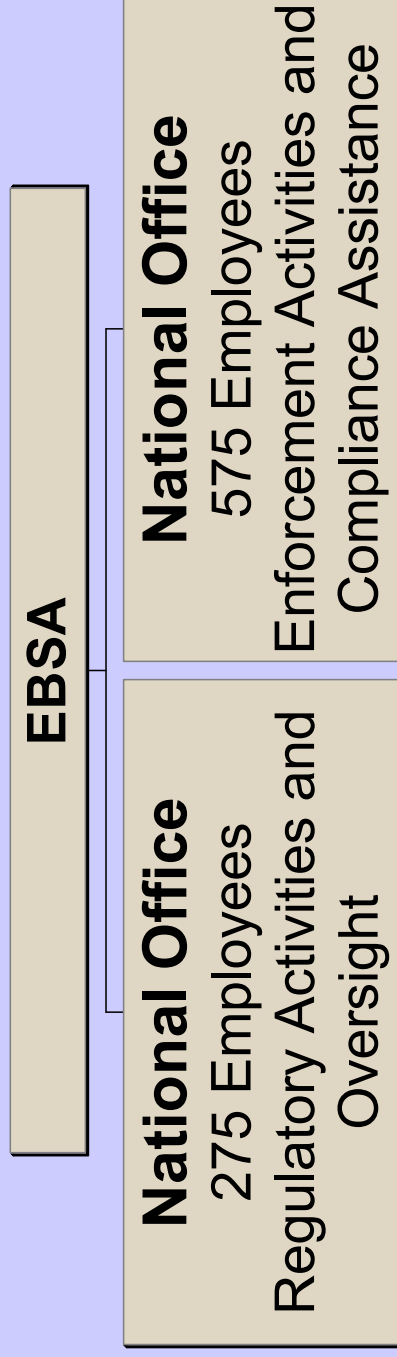 EBSA
National Office
275 Employees
Regulatory Activities and
Oversight
National Office
575 Employees
Enforcement Activities and
Compliance Assistance